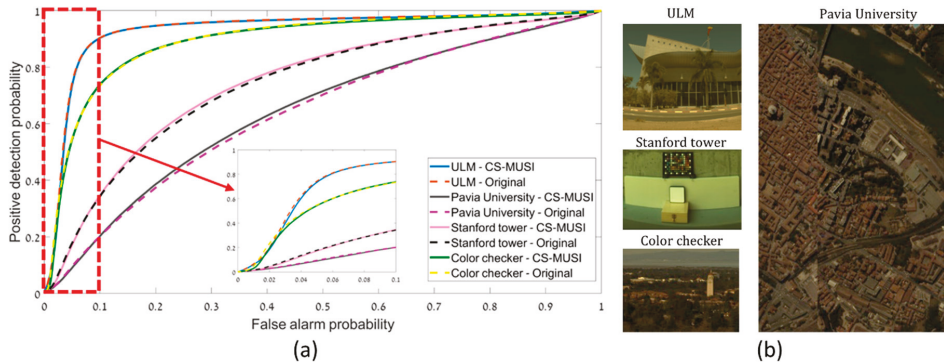 Positive detection probability
1
0.8
0.6
0.4
0.2
0
0 0.1 0.2 0.3 0.4 0.5 0.6 0.7 0.8 0.9 1
False alarm probability
1
0.8
0.6
0.4
0.2
0
0 0.02 0.04 0.06 0.08 0.1
ULM - CS-MUSI
ULM - Original
Pavia University - CS-MUSI
Pavia University - Original
Stanford tower - CS-MUSI
Stanford tower - Original
Color checker - CS-MUSI
Color checker - Original
(a)
ULM
Stanford tower
Color checker
Pavia University
(b)